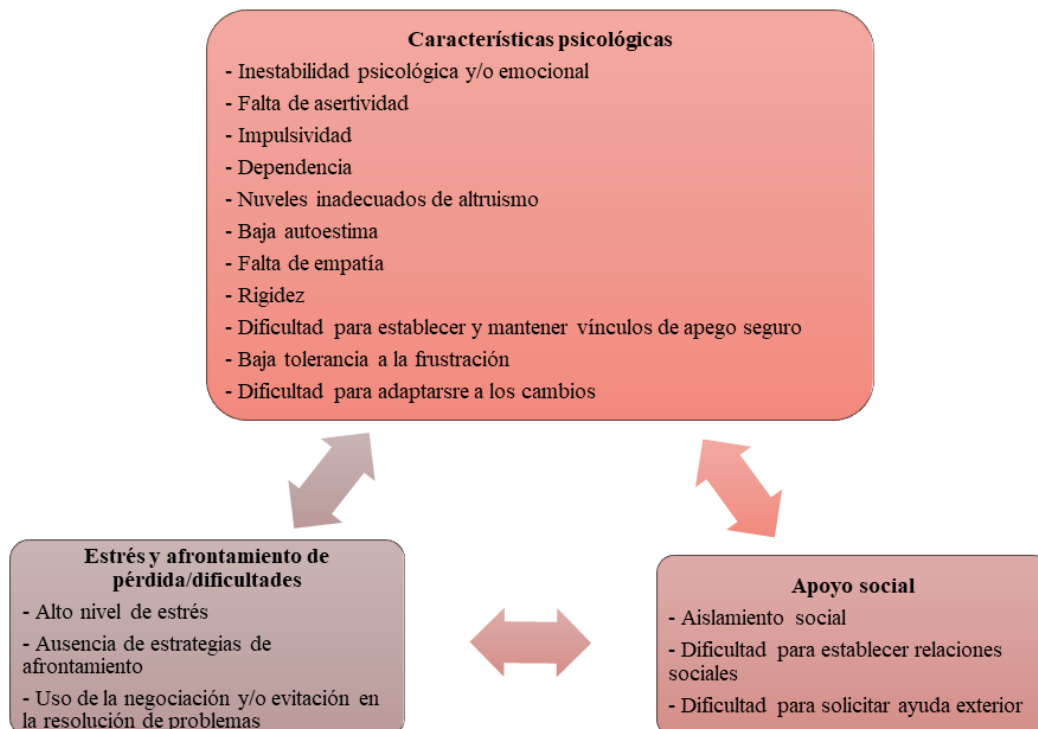 Características psicológicas
- Inestabilidad psicológica y/o emocional
- Falta de asertividad
- Impulsividad
- Dependencia
- Nuveles inadecuados de altruismo
- Baja autoestima
- Falta de empatía
- Rigidez
- Dificultad para establecer y mantener vínculos de apego seguro
- Baja tolerancia a la frustración
- Dificultad para adaptarsre a los cambios
Estrés y afrontamiento de
pérdida/dificultades
- Alto nivel de estrés
- Ausencia de estrategias de
afrontamiento
- Uso de la negociación y/o evitación en
la resolución de problemas
Apoyo social
- Aislamiento social
- Dificultad para establecer relaciones
sociales
- Dificultad para solicitar ayuda exterior